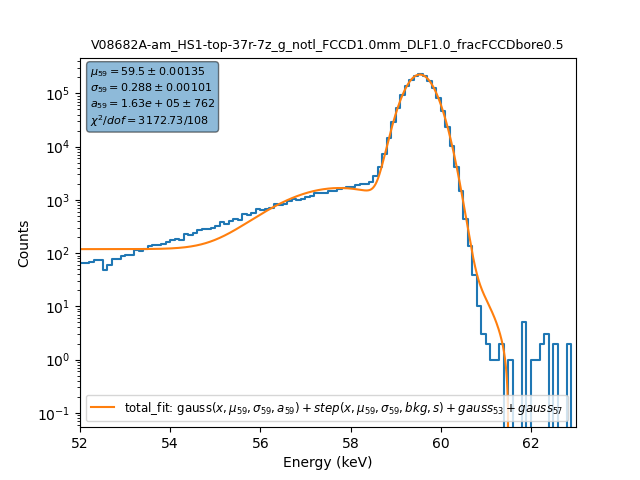 V08682A-am_HS1-top-37r-7z_g_notl_FCCD1.0mm_DLF1.0_fracFCCDbore0.5
μ59 = 59.5 ± 0.00135
σ59 = 0.288 ± 0.00101
a59 = 1.63e + 05 ± 762
χ²/dof = 3172.73/108
Counts
10⁵
10⁴
10³
10²
10¹
10⁰
10⁻¹
total_fit: gauss(x, μ59, σ59, a59) + step(x, μ59, σ59, bkg, s) + gauss53 + gauss57
52 54 56 58 60 62
Energy (keV)